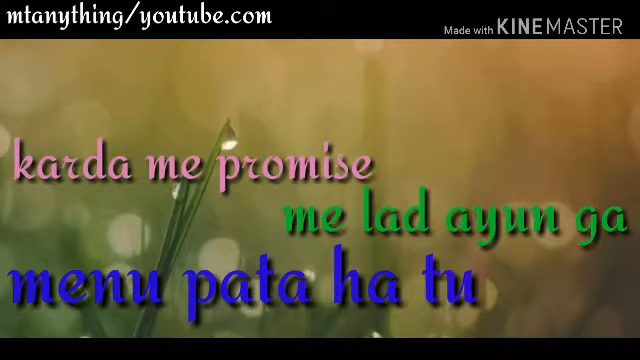 mtanything/youtube.com
Made with KINEMASTER
karda me promise
me lad ayun ga
menu pata ha tu